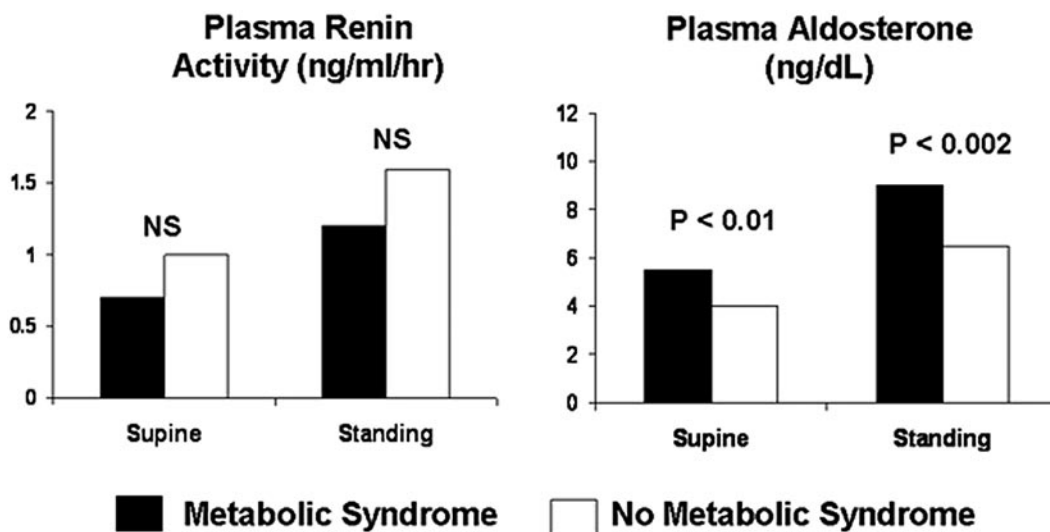 Plasma Renin
Activity (ng/ml/hr)
2
1.5
1
0.5
0
NS
NS
Supine
Standing
Plasma Aldosterone
(ng/dL)
12
10
8
6
4
2
0
P < 0.01
P < 0.002
Supine
Standing
Metabolic Syndrome
No Metabolic Syndrome